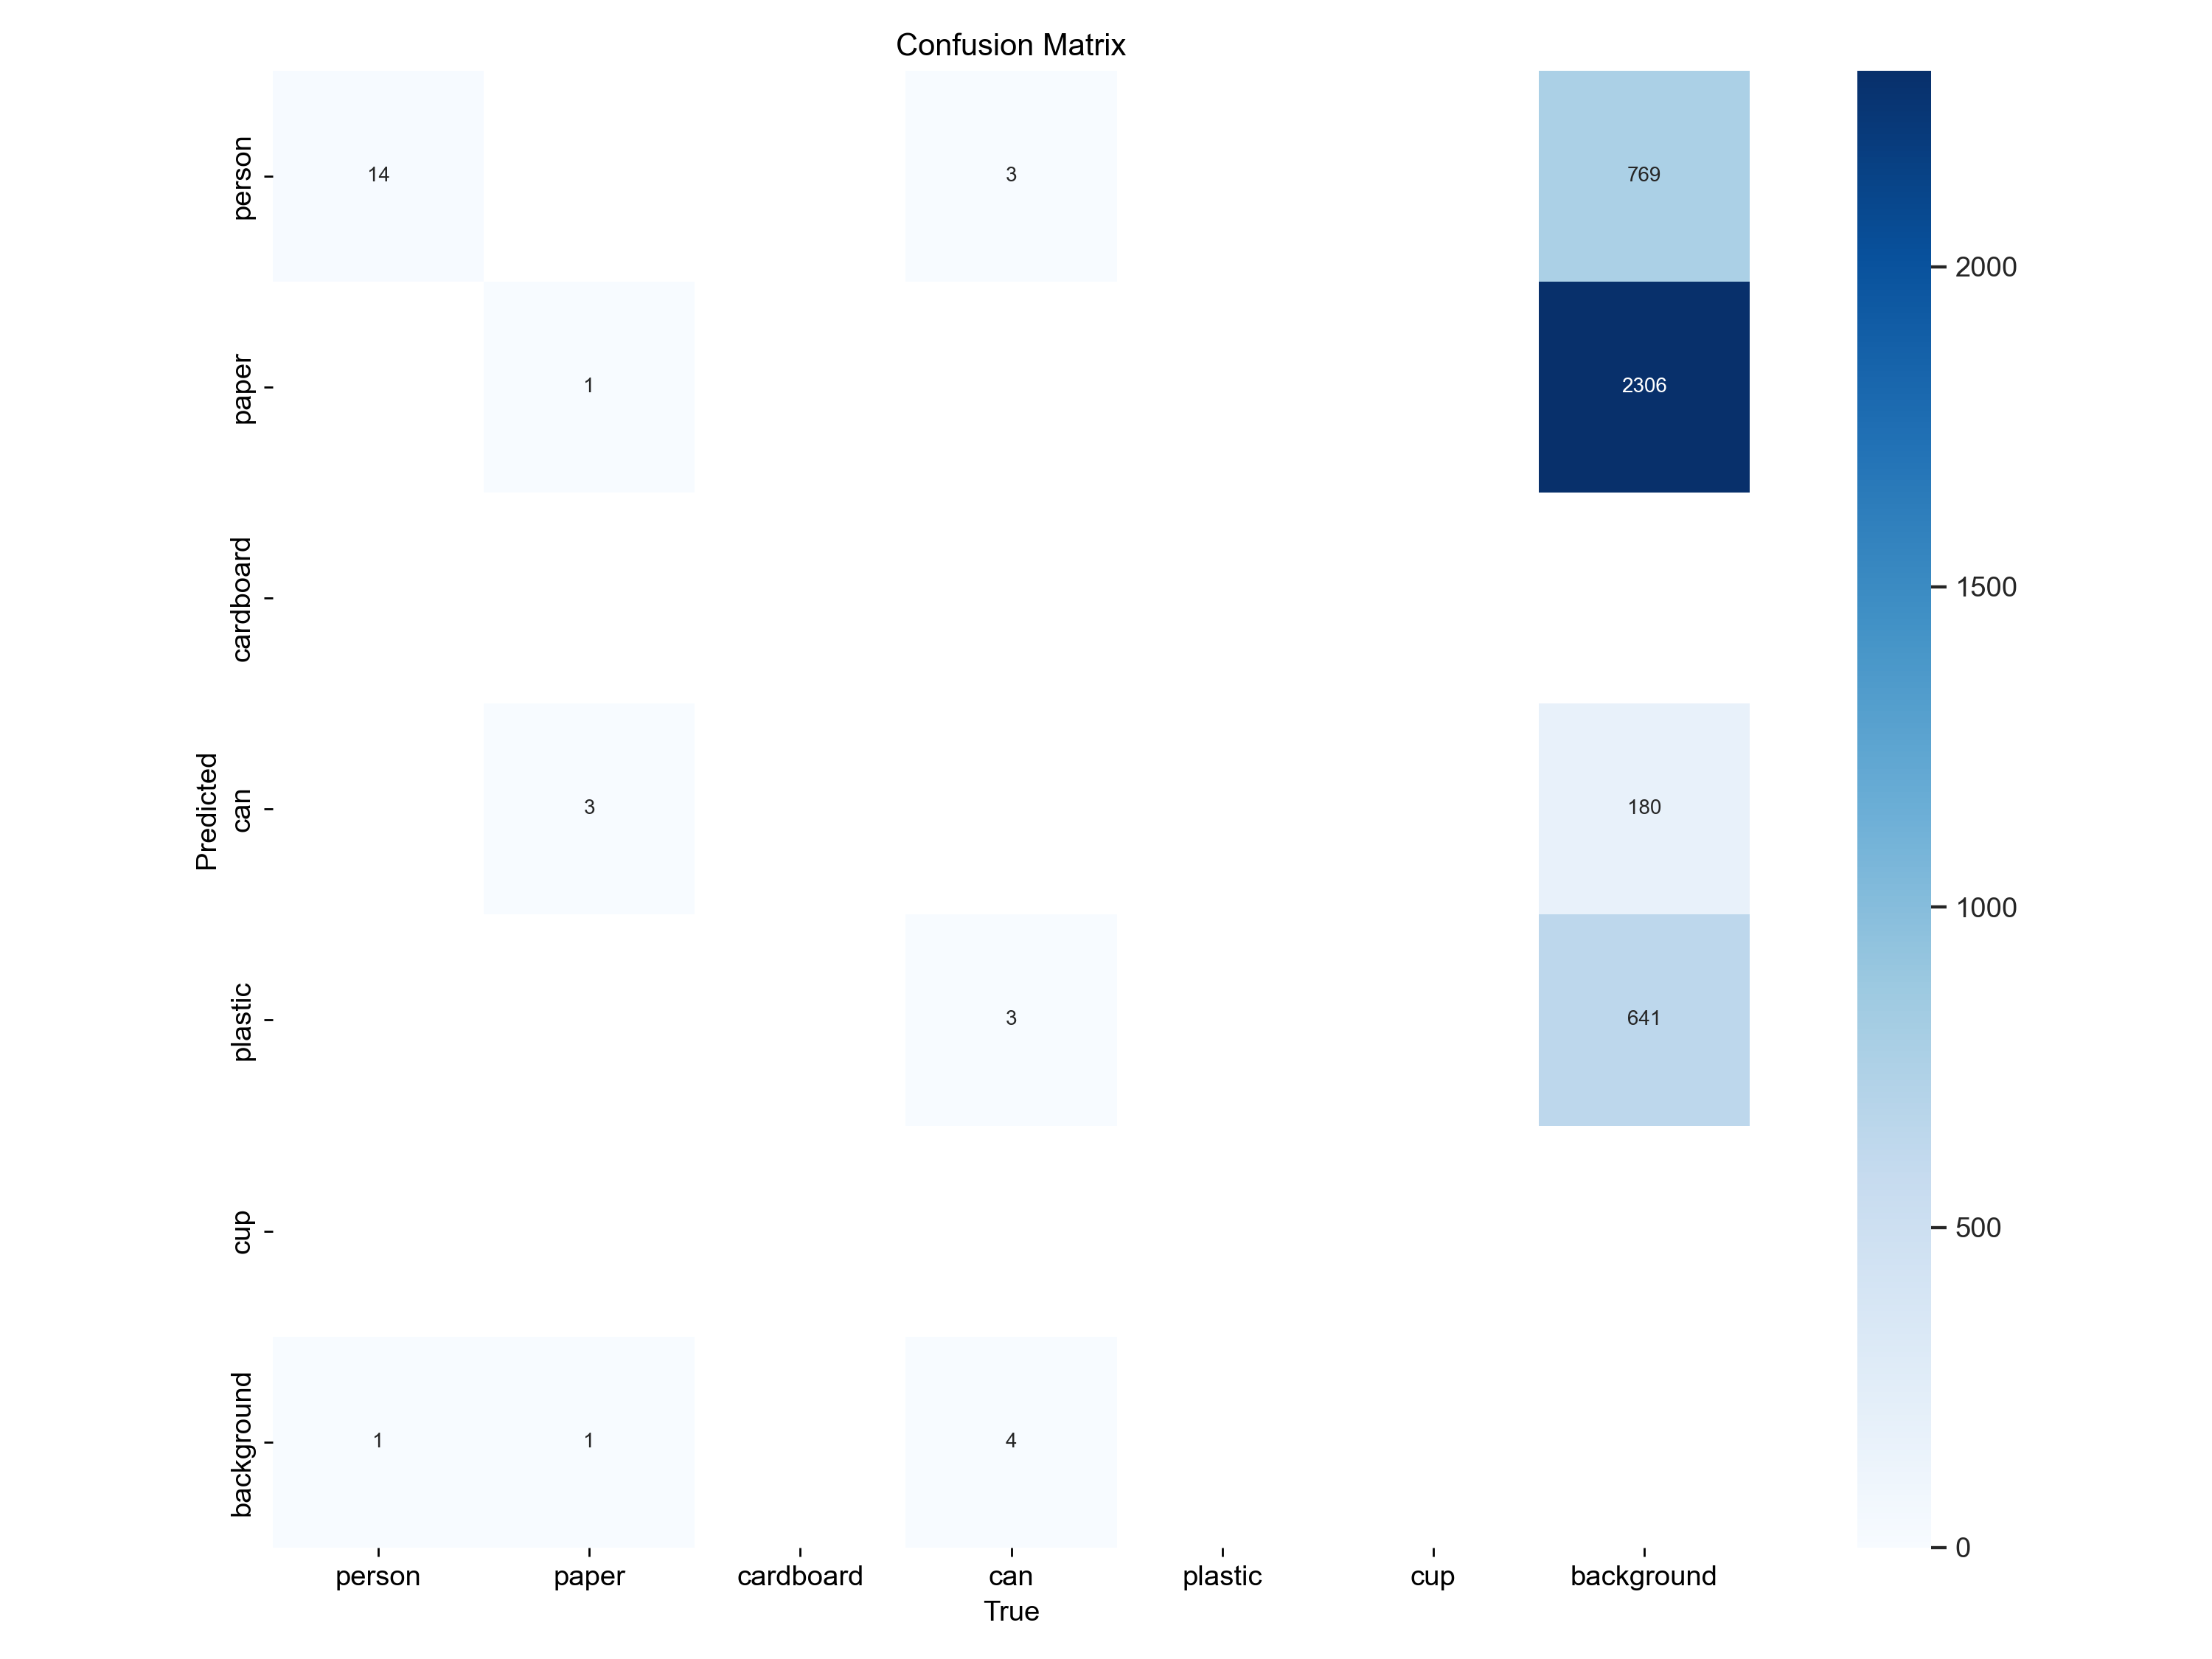 Confusion Matrix
person
14
3
769
2000
paper
1
2306
1500
cardboard
Predicted
can
3
180
1000
plastic
3
641
500
cup
background
1
1
4
0
person
paper
cardboard
can
plastic
cup
background
True